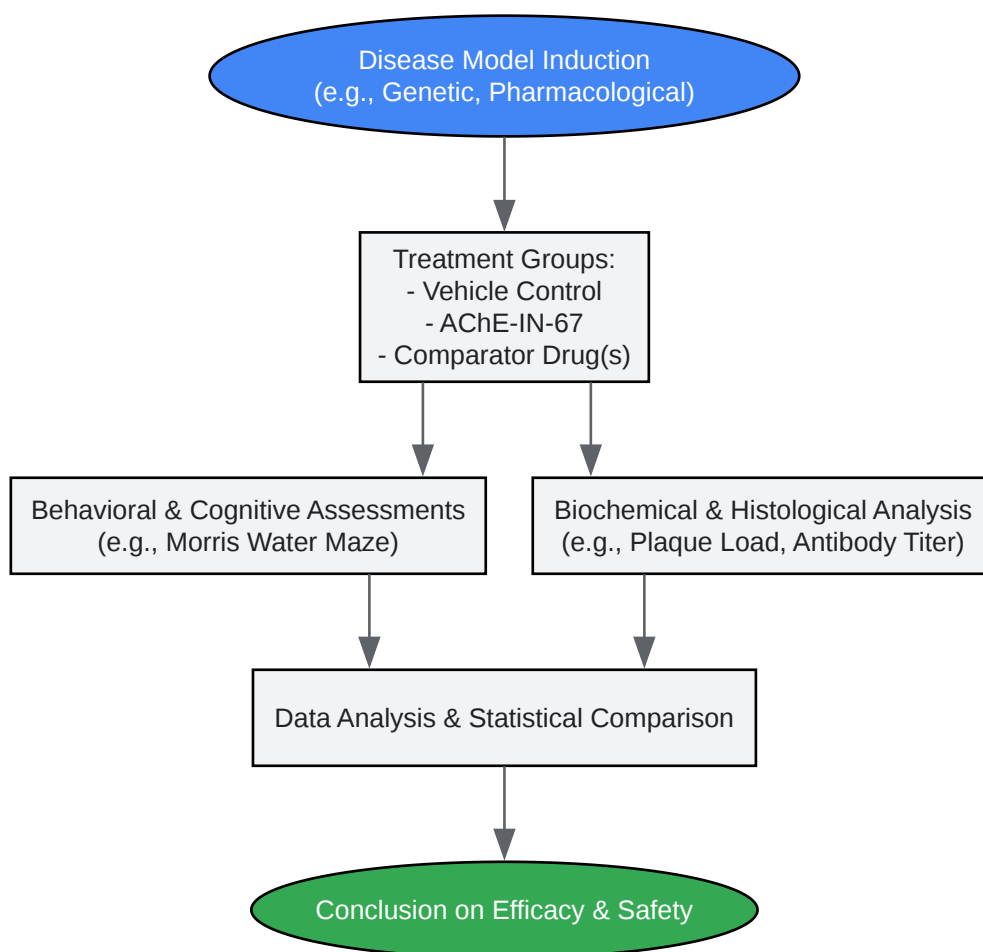 Disease Model Induction
(e.g., Genetic, Pharmacological)
Treatment Groups:
- Vehicle Control
- AChE-IN-67
- Comparator Drug(s)
Behavioral & Cognitive Assessments
(e.g., Morris Water Maze)
Biochemical & Histological Analysis
(e.g., Plaque Load, Antibody Titer)
Data Analysis & Statistical Comparison
Conclusion on Efficacy & Safety